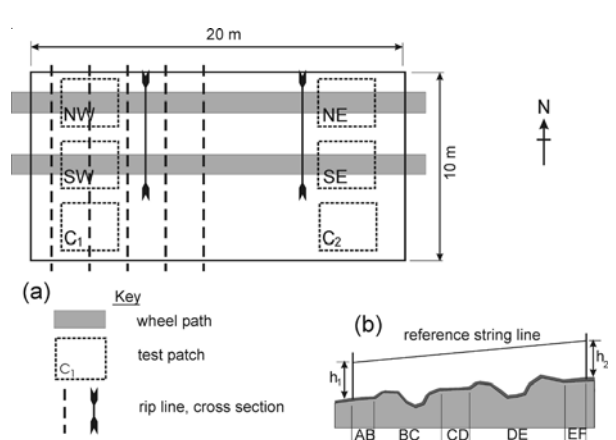 20 m
NW
NE
N
SW
SE
10 m
C1
C2
(a)
Key
wheel path
C1
test patch
rip line, cross section
(b)
reference string line
h1
h2
AB BC CD DE EF